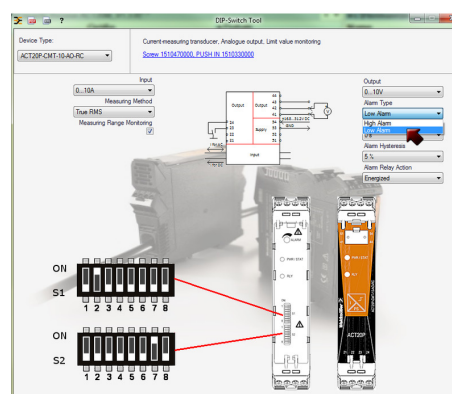 DIP-Switch Tool
Device Type:
ACT20P-CMT-10-AO-RC
Current-measuring transducer, Analogue output, Limit value monitoring
Screw 1510470000, PUSH IN 1510330000
Input
0...10A
Measuring Method
True RMS
Measuring Range Monitoring
Output
0...10V
Alarm Type
Low Alarm
High Alarm
Low Alarm
Alarm Hysteresis
5 %
Alarm Relay Action
Energized
Output
Output
Supply
Input
ALARM
PWR / STAT
RLY
PWR / STAT
RLY
ACT20P
ON
S1
1 2 3 4 5 6 7 8
ON
S2
1 2 3 4 5 6 7 8